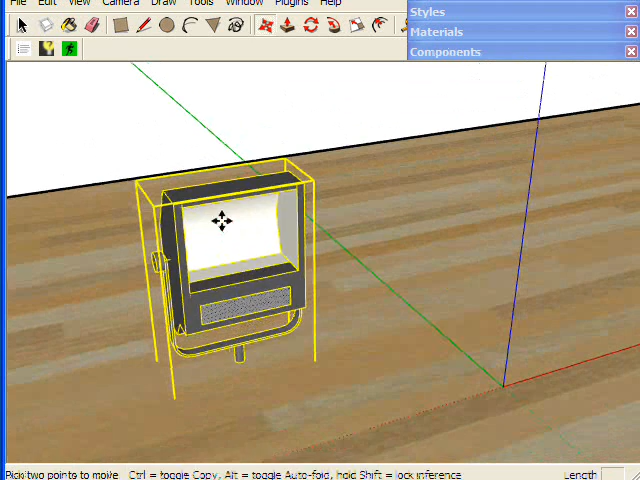 File Edit View Camera Draw Tools Window Plugins Help
Styles
Materials
Components
Pick two points to move. Ctrl = toggle Copy, Alt = toggle Auto-fold, hold Shift = lock inference
Length